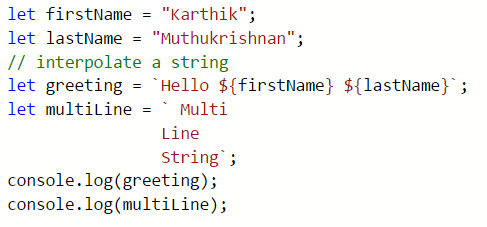 let firstName = "Karthik";
let lastName = "Muthukrishnan";
// interpolate a string
let greeting = `Hello ${firstName} ${lastName}`;
let multiLine = ` Multi
                Line
                String`;
console.log(greeting);
console.log(multiLine);